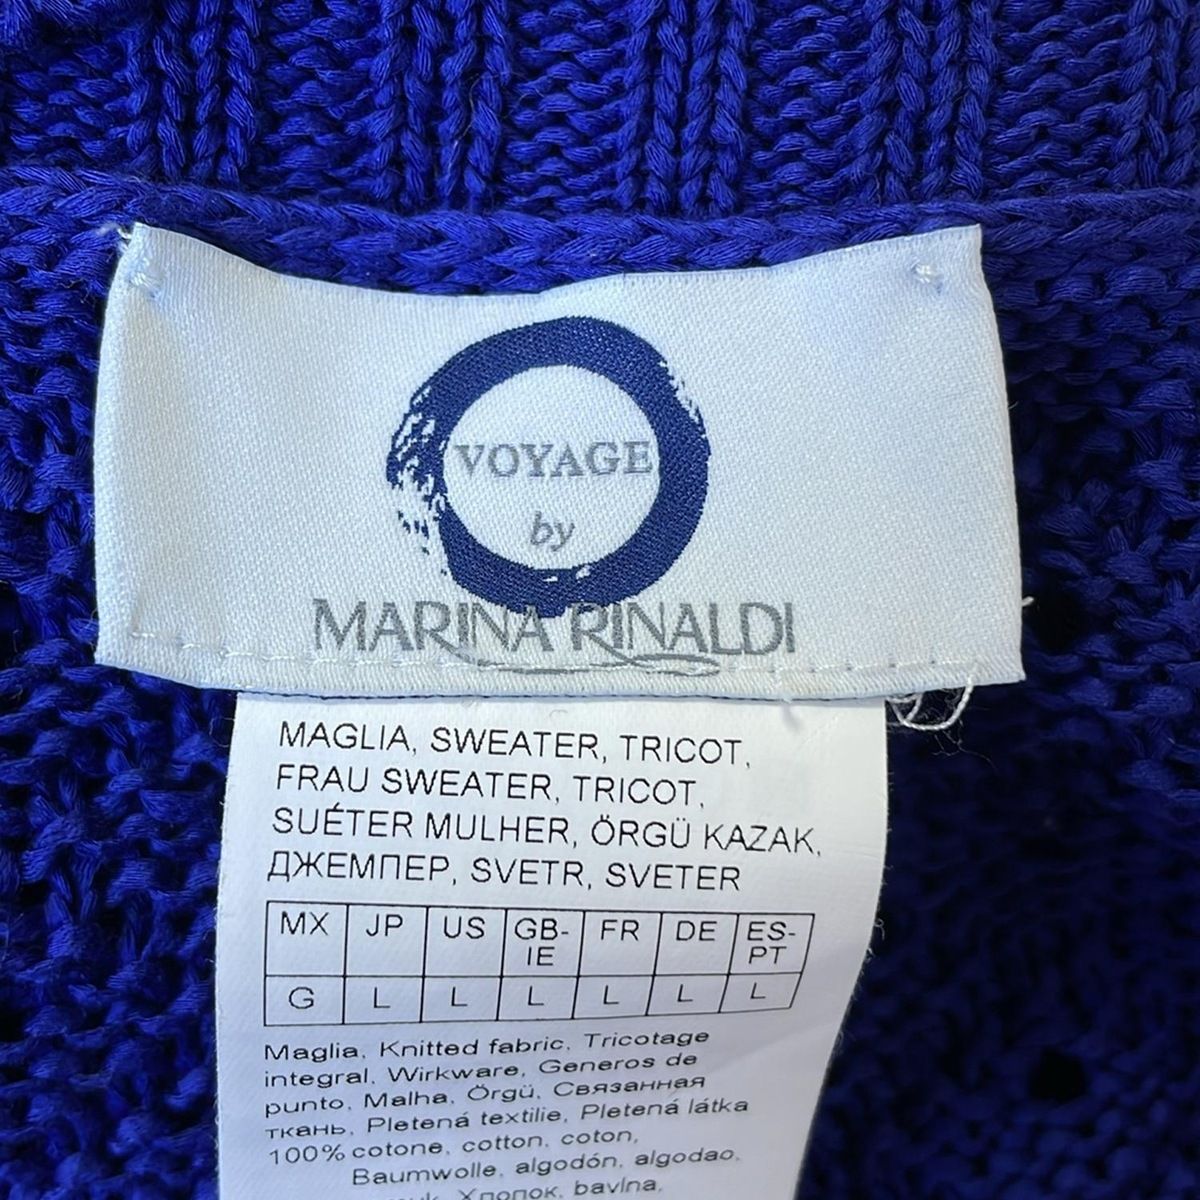 VOYAGE
by
MARINA RINALDI
MAGLIA, SWEATER, TRICOT,
FRAU SWEATER, TRICOT,
SUÉTER MULHER, ÖRGÜ KAZAK,
ДЖЕМПЕР, SVETR, SVETER
MX JP US GB-IE FR DE ES-PT
G L L L L L L
Maglia, Knitted fabric, Tricotage
integral, Wirkware, Generos de
punto, Malha, Örgü, Связанная
ткань, Pletená textilie, Pletená látka
100% cotone, cotton, coton,
Baumwolle, algodón, algodao,
Хлопок, bavlna,